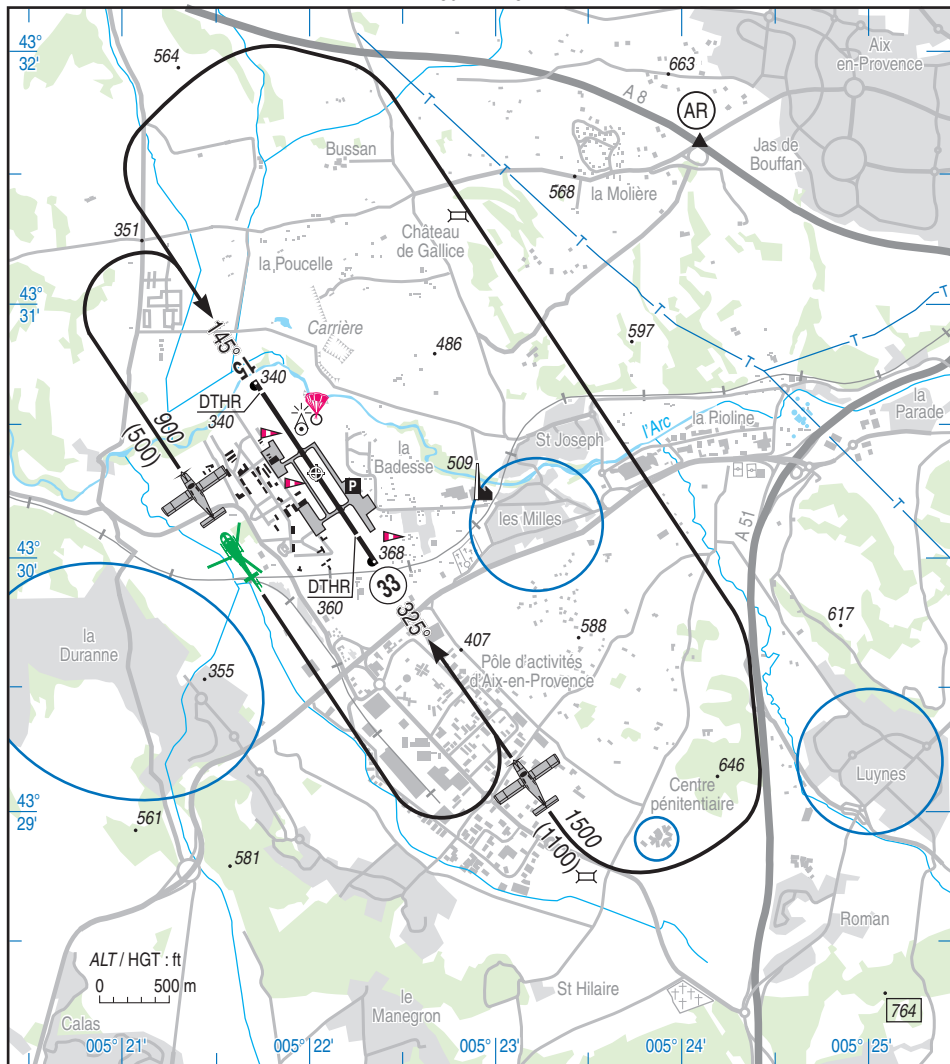 43°
32'
564
663
Aix
en-Provence
A 8
AR
Bussan
Jas de
Bouffan
568
la Molière
T
T
T
T
T
T
T
351
Château
de Gallice
la Poucelle
43°
31'
Carrière
145°
15
340
DTHR
340
486
597
900
(500)
la
Parade
la Pioline
l'Arc
St Joseph
la
Badesse
509
P
les Milles
A 51
43°
30'
368
DTHR
360
33
325°
la
Duranne
355
407
588
617
Pôle d'activités
d'Aix-en-Provence
646
Centre
pénitentiaire
Luynes
43°
29'
561
581
1500
(1100)
Roman
ALT / HGT : ft
0 500 m
St Hilaire
le
Manegron
764
Calas
005° 21'
005° 22'
005° 23'
005° 24'
005° 25'